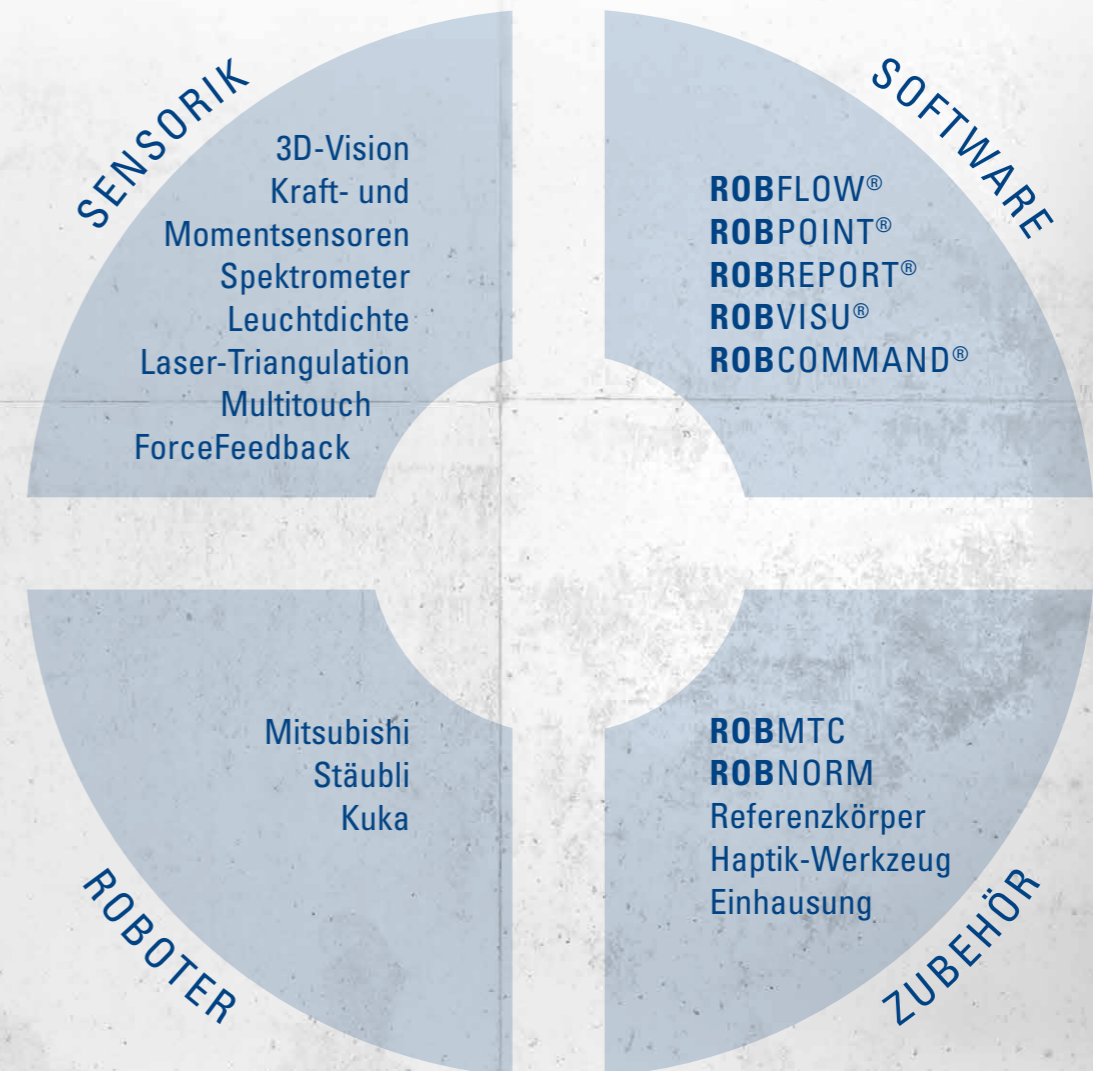 SENSORIK
3D-Vision
Kraft- und
Momentsensoren
Spektrometer
Leuchtdichte
Laser-Triangulation
Multitouch
ForceFeedback
SOFTWARE
ROBFLOW®
ROBPOINT®
ROBREPORT®
ROBVISU®
ROBCOMMAND®
Mitsubishi
Stäubli
Kuka
ROBOTER
ROBMTC
ROBNORM
Referenzkörper
Haptik-Werkzeug
Einhausung
ZUBEHÖR